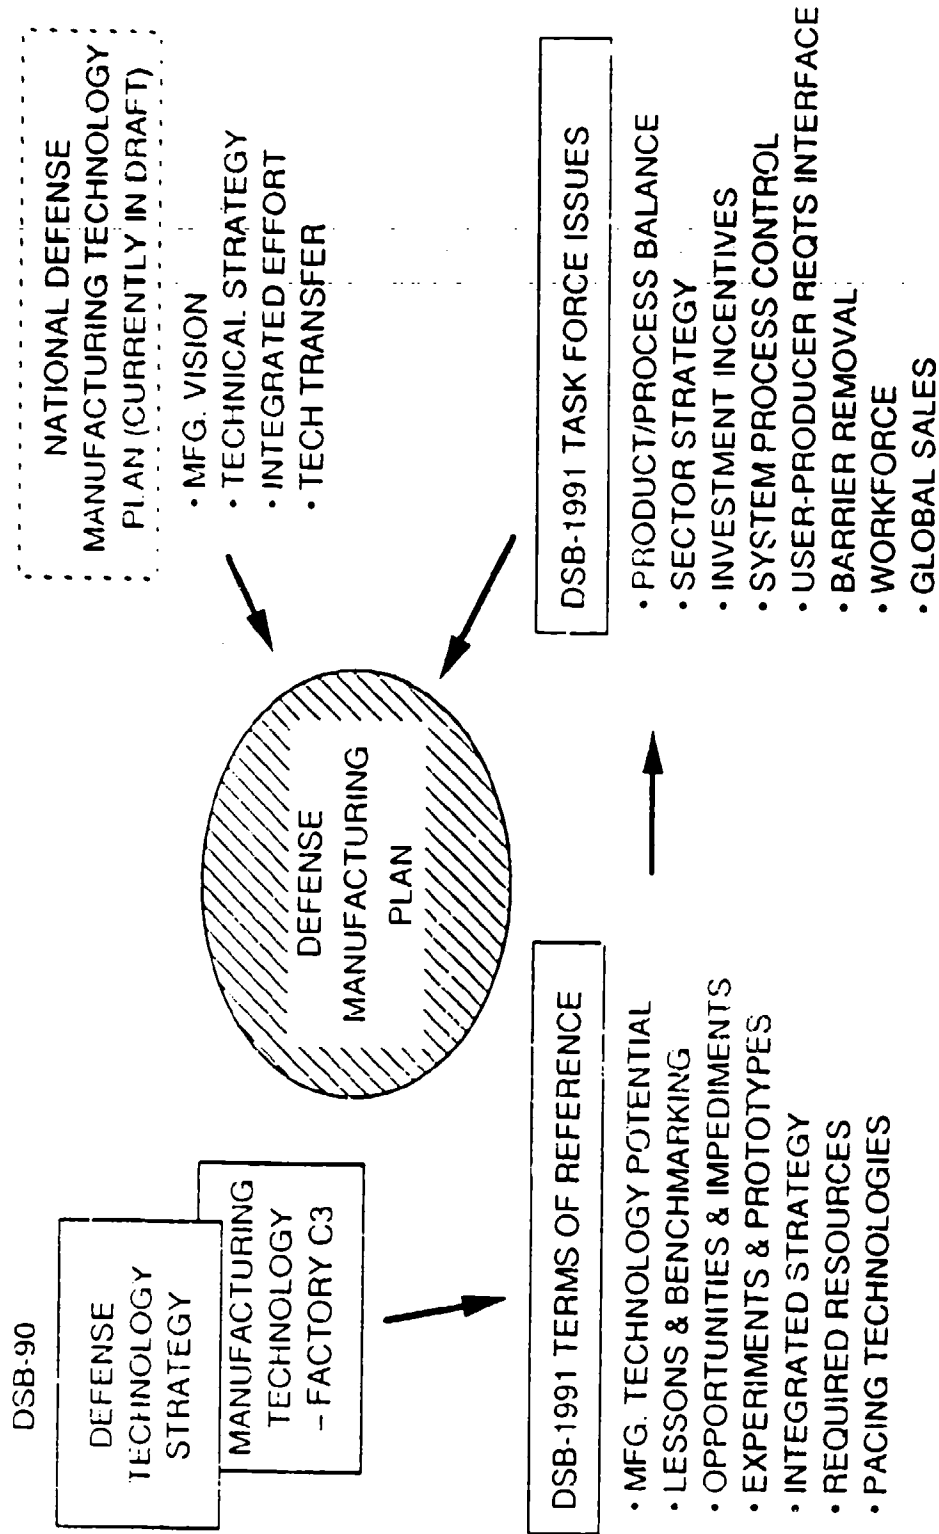 DSB-90
DEFENSE
TECHNOLOGY
STRATEGY
MANUFACTURING
TECHNOLOGY
– FACTORY C3
DEFENSE
MANUFACTURING
PLAN
NATIONAL DEFENSE
MANUFACTURING TECHNOLOGY
PLAN (CURRENTLY IN DRAFT)
• MFG. VISION
• TECHNICAL STRATEGY
• INTEGRATED EFFORT
• TECH TRANSFER
DSB-1991 TERMS OF REFERENCE
• MFG. TECHNOLOGY POTENTIAL
• LESSONS & BENCHMARKING
• OPPORTUNITIES & IMPEDIMENTS
• EXPERIMENTS & PROTOTYPES
• INTEGRATED STRATEGY
• REQUIRED RESOURCES
• PACING TECHNOLOGIES
DSB-1991 TASK FORCE ISSUES
• PRODUCT/PROCESS BALANCE
• SECTOR STRATEGY
• INVESTMENT INCENTIVES
• SYSTEM PROCESS CONTROL
• USER-PRODUCER REQTS INTERFACE
• BARRIER REMOVAL
• WORKFORCE
• GLOBAL SALES